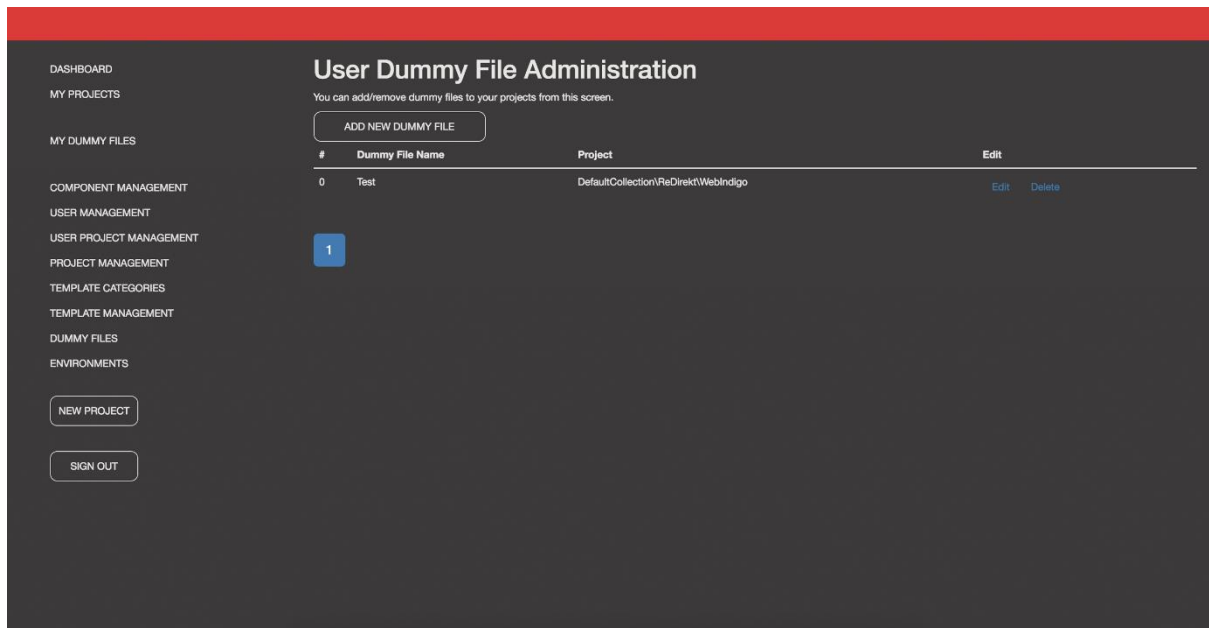 DASHBOARD
MY PROJECTS
MY DUMMY FILES
COMPONENT MANAGEMENT
USER MANAGEMENT
USER PROJECT MANAGEMENT
PROJECT MANAGEMENT
TEMPLATE CATEGORIES
TEMPLATE MANAGEMENT
DUMMY FILES
ENVIRONMENTS
NEW PROJECT
SIGN OUT
User Dummy File Administration
You can add/remove dummy files to your projects from this screen.
ADD NEW DUMMY FILE
# Dummy File Name Project Edit
0 Test DefaultCollection\ReDirekt\WebIndigo Edit Delete
1